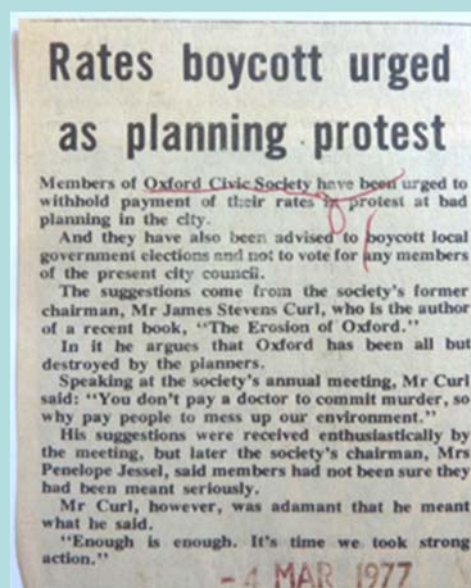 Rates boycott urged
as planning protest
Members of Oxford Civic Society have been urged to
withhold payment of their rates in protest at bad
planning in the city.
And they have also been advised to boycott local
government elections and not to vote for any members
of the present city council.
The suggestions come from the society's former
chairman, Mr James Stevens Curl, who is the author
of a recent book, “The Erosion of Oxford.”
In it he argues that Oxford has been all but
destroyed by the planners.
Speaking at the society's annual meeting, Mr Curl
said: “You don't pay a doctor to commit murder, so
why pay people to mess up our environment.”
His suggestions were received enthusiastically by
the meeting, but later the society's chairman, Mrs
Penelope Jessel, said members had not been sure they
had been meant seriously.
Mr Curl, however, was adamant that he meant
what he said.
“Enough is enough. It's time we took strong
action.”
- 4 MAR 1977